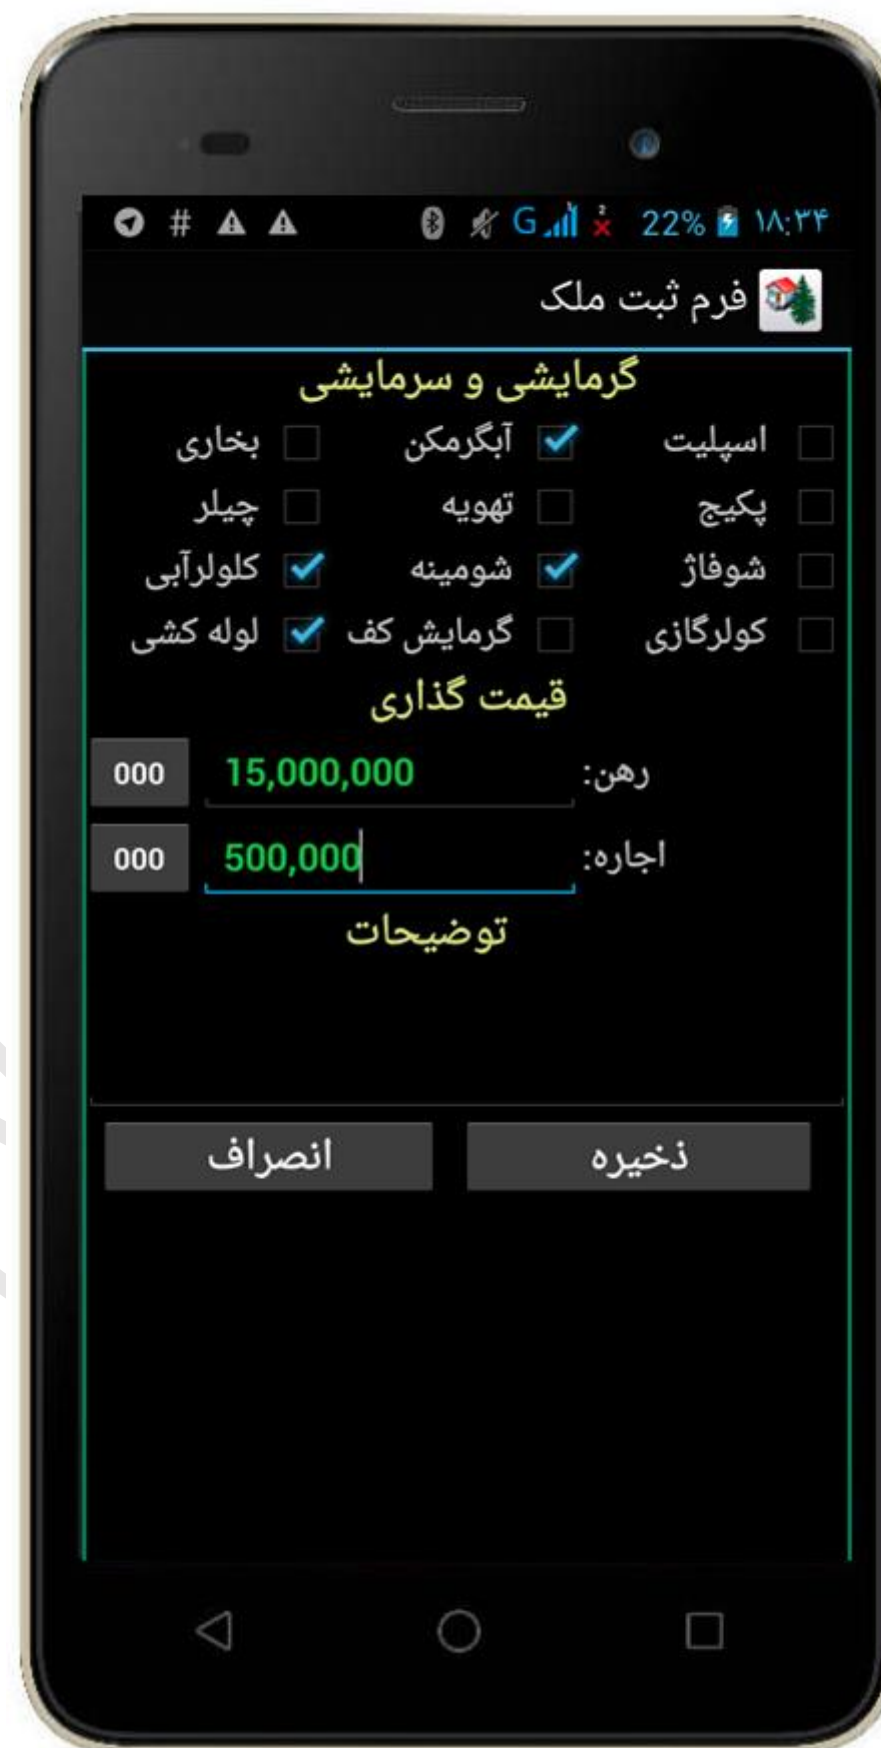 # G 2 22% ۱۸:۳۴
فرم ثبت ملک
گرمایشی و سرمایشی
اسپلیت آبگرمکن بخاری
پکیج تهویه چیلر
شوفاژ شومینه کلولرآبی
کولرگازی گرمایش کف لوله کشی
قیمت گذاری
رهن: 15,000,000 000
اجاره: 500,000 000
توضیحات
ذخیره انصراف